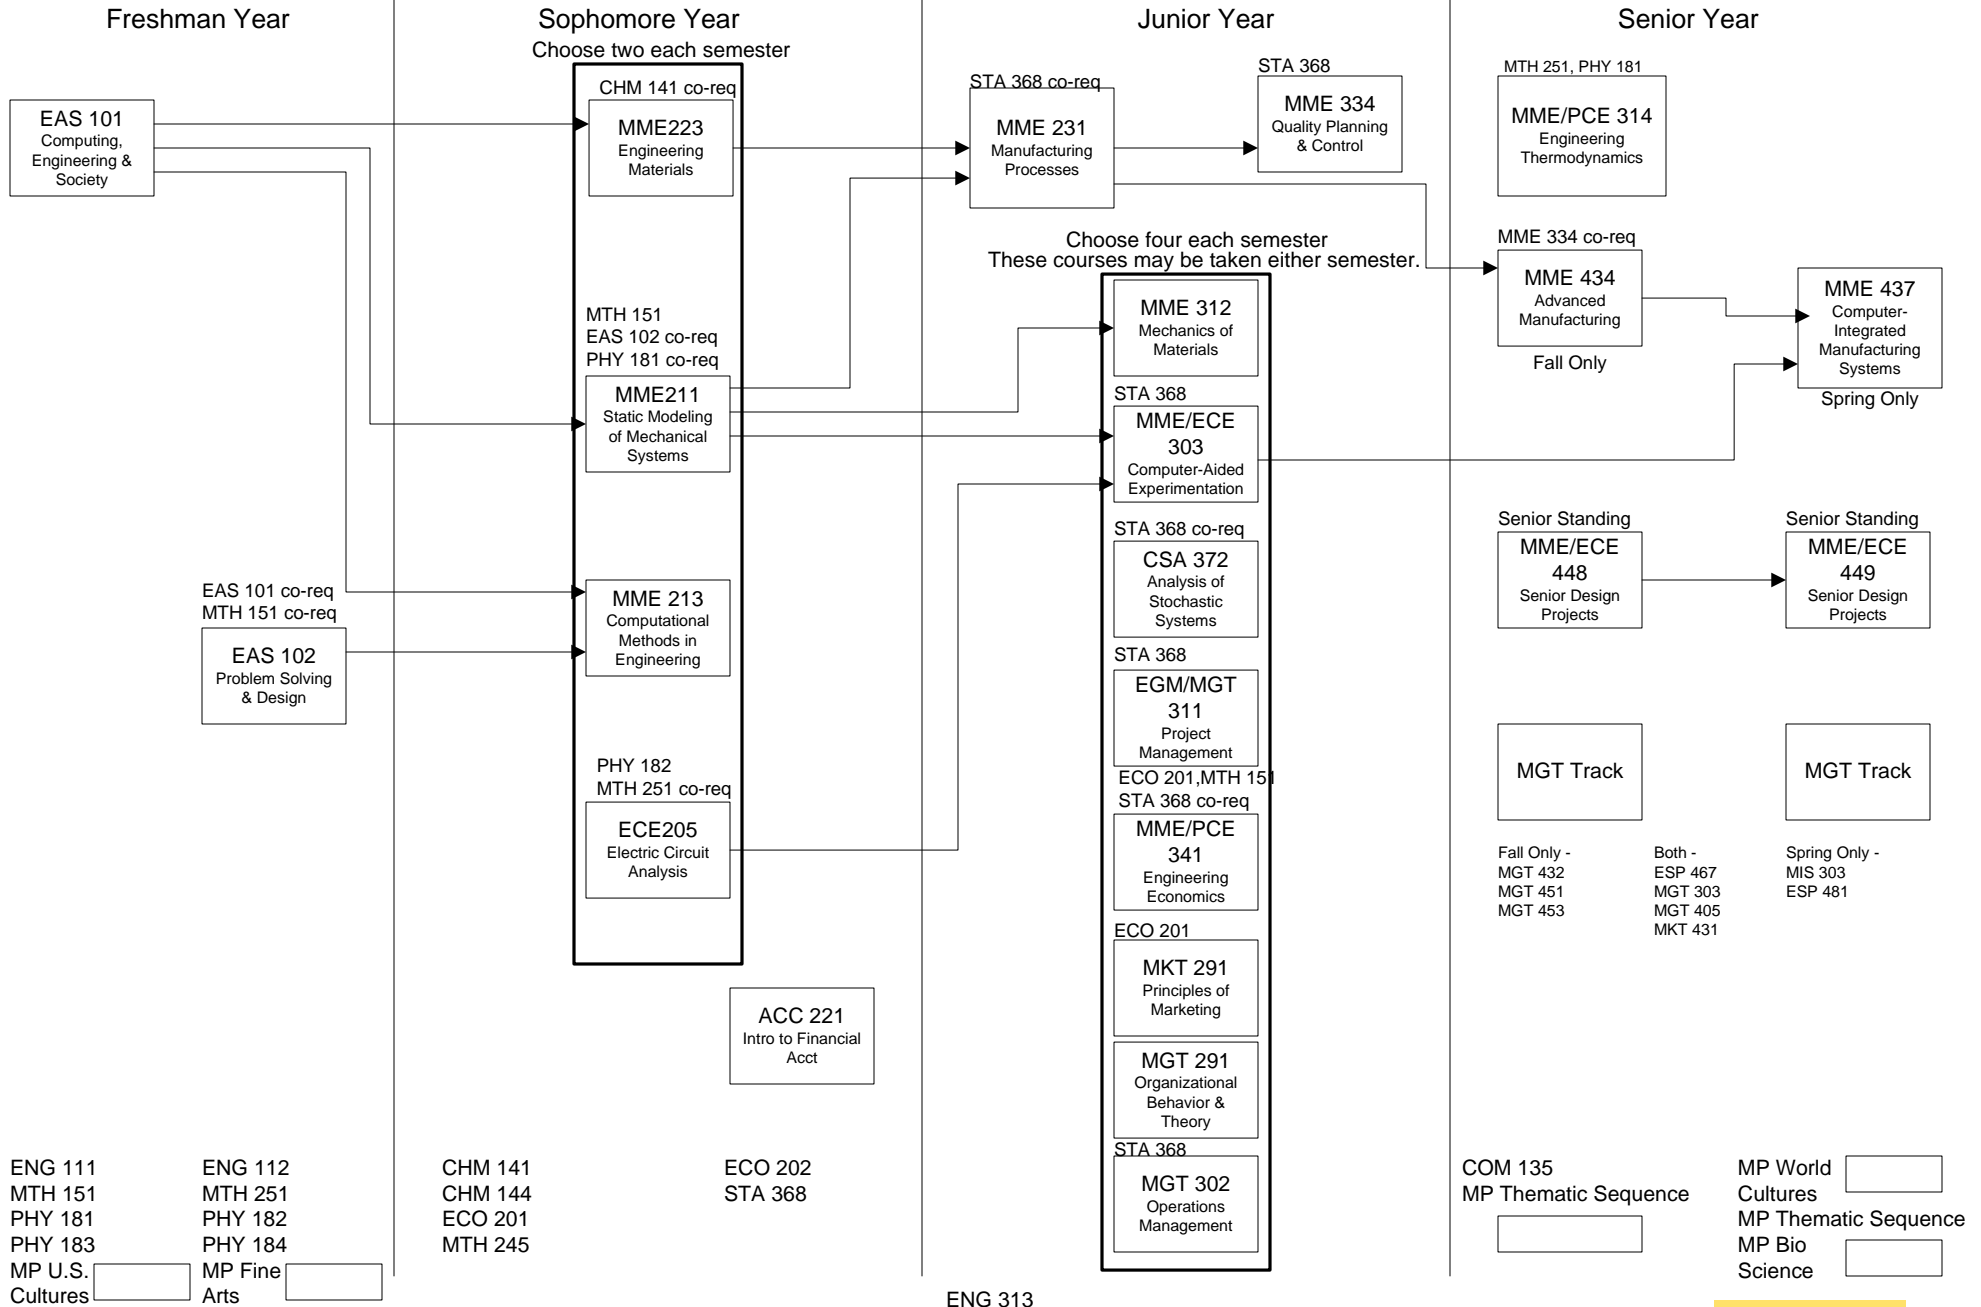 Freshman Year
Sophomore Year
Junior Year
Senior Year
Choose two each semester
EAS 101
Computing,
Engineering &
Society
EAS 101 co-req
MTH 151 co-req
EAS 102
Problem Solving
& Design
CHM 141 co-req
MME223
Engineering
Materials
MTH 151
EAS 102 co-req
PHY 181 co-req
MME211
Static Modeling
of Mechanical
Systems
MME 213
Computational
Methods in
Engineering
PHY 182
MTH 251 co-req
ECE205
Electric Circuit
Analysis
ACC 221
Intro to Financial
Acct
STA 368 co-req
MME 231
Manufacturing
Processes
STA 368
MME 334
Quality Planning
& Control
Choose four each semester
These courses may be taken either semester.
MME 312
Mechanics of
Materials
STA 368
MME/ECE
303
Computer-Aided
Experimentation
STA 368 co-req
CSA 372
Analysis of
Stochastic
Systems
STA 368
EGM/MGT
311
Project
Management
ECO 201,MTH 151
STA 368 co-req
MME/PCE
341
Engineering
Economics
ECO 201
MKT 291
Principles of
Marketing
MGT 291
Organizational
Behavior &
Theory
STA 368
MGT 302
Operations
Management
MTH 251, PHY 181
MME/PCE 314
Engineering
Thermodynamics
MME 434 co-req
MME 434
Advanced
Manufacturing
Fall Only
MME 437
Computer-
Integrated
Manufacturing
Systems
Spring Only
Senior Standing
MME/ECE
448
Senior Design
Projects
Senior Standing
MME/ECE
449
Senior Design
Projects
MGT Track
MGT Track
Fall Only -
MGT 432
MGT 451
MGT 453
Both -
ESP 467
MGT 303
MGT 405
MKT 431
Spring Only -
MIS 303
ESP 481
ENG 111
MTH 151
PHY 181
PHY 183
MP U.S.
Cultures
ENG 112
MTH 251
PHY 182
PHY 184
MP Fine
Arts
CHM 141
CHM 144
ECO 201
MTH 245
ECO 202
STA 368
ENG 313
COM 135
MP Thematic Sequence
MP World
Cultures
MP Thematic Sequence
MP Bio
Science